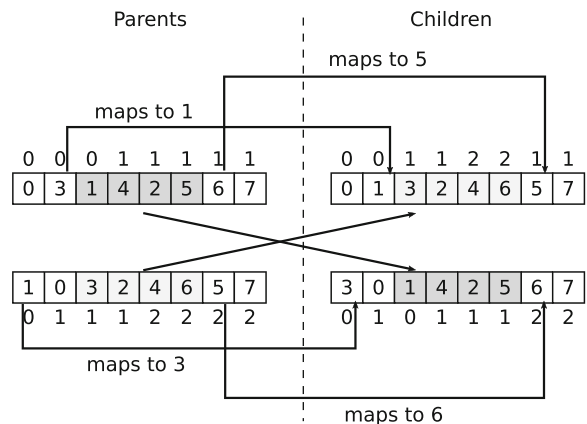 Parents Children
maps to 5
maps to 1
0 0 0 1 1 1 1 1 0 0 1 1 2 2 1 1
0 3 1 4 2 5 6 7 0 1 3 2 4 6 5 7
1 0 3 2 4 6 5 7 3 0 1 4 2 5 6 7
0 1 1 1 2 2 2 2 0 1 0 1 1 1 2 2
maps to 3
maps to 6